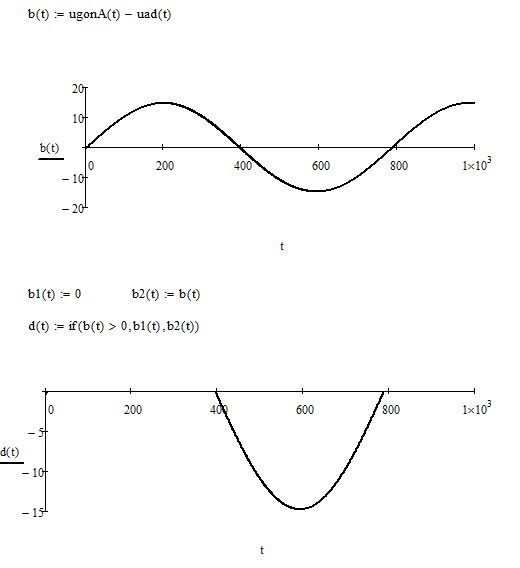 b(t) := ugonA(t) − uad(t)
20
10
b(t)
0 200 400 600 800 1×10³
− 10
− 20
t
b1(t) := 0 b2(t) := b(t)
d(t) := if(b(t) > 0,b1(t),b2(t))
0 200 400 600 800 1×10³
− 5
d(t)
− 10
− 15
t